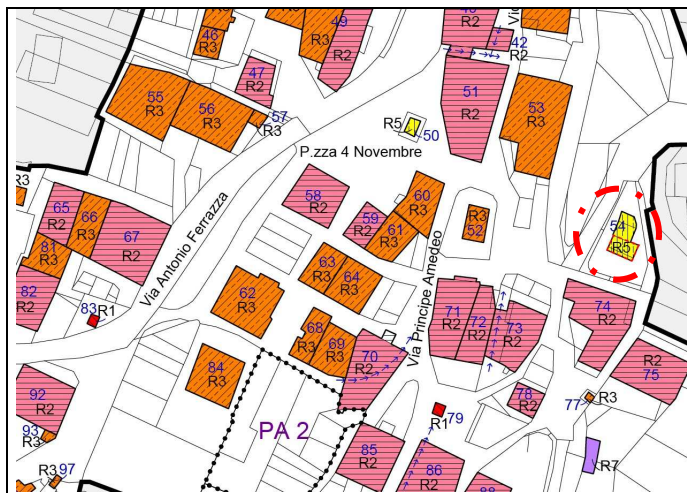 46
R3
R3
49
R2
Via
42
R2
47
R2
51
R2
55
R3
56
R3
57
R3
53
R3
R5
50
P.zza 4 Novembre
R3
65
R2
66
R3
67
R2
58
R2
59
R2
60
R3
61
R3
R3
52
54
R5
Via Antonio Ferrazza
Via Principe Amedeo
81
R3
82
R2
83
R1
63
R3
64
R3
62
R3
71
R2
72
R2
73
R2
74
R2
68
R3
69
R3
70
R2
R2
75
84
R3
92
R2
93
R3
R3
97
PA 2
R1
79
78
R2
77
R3
85
R2
86
R2
88
R7